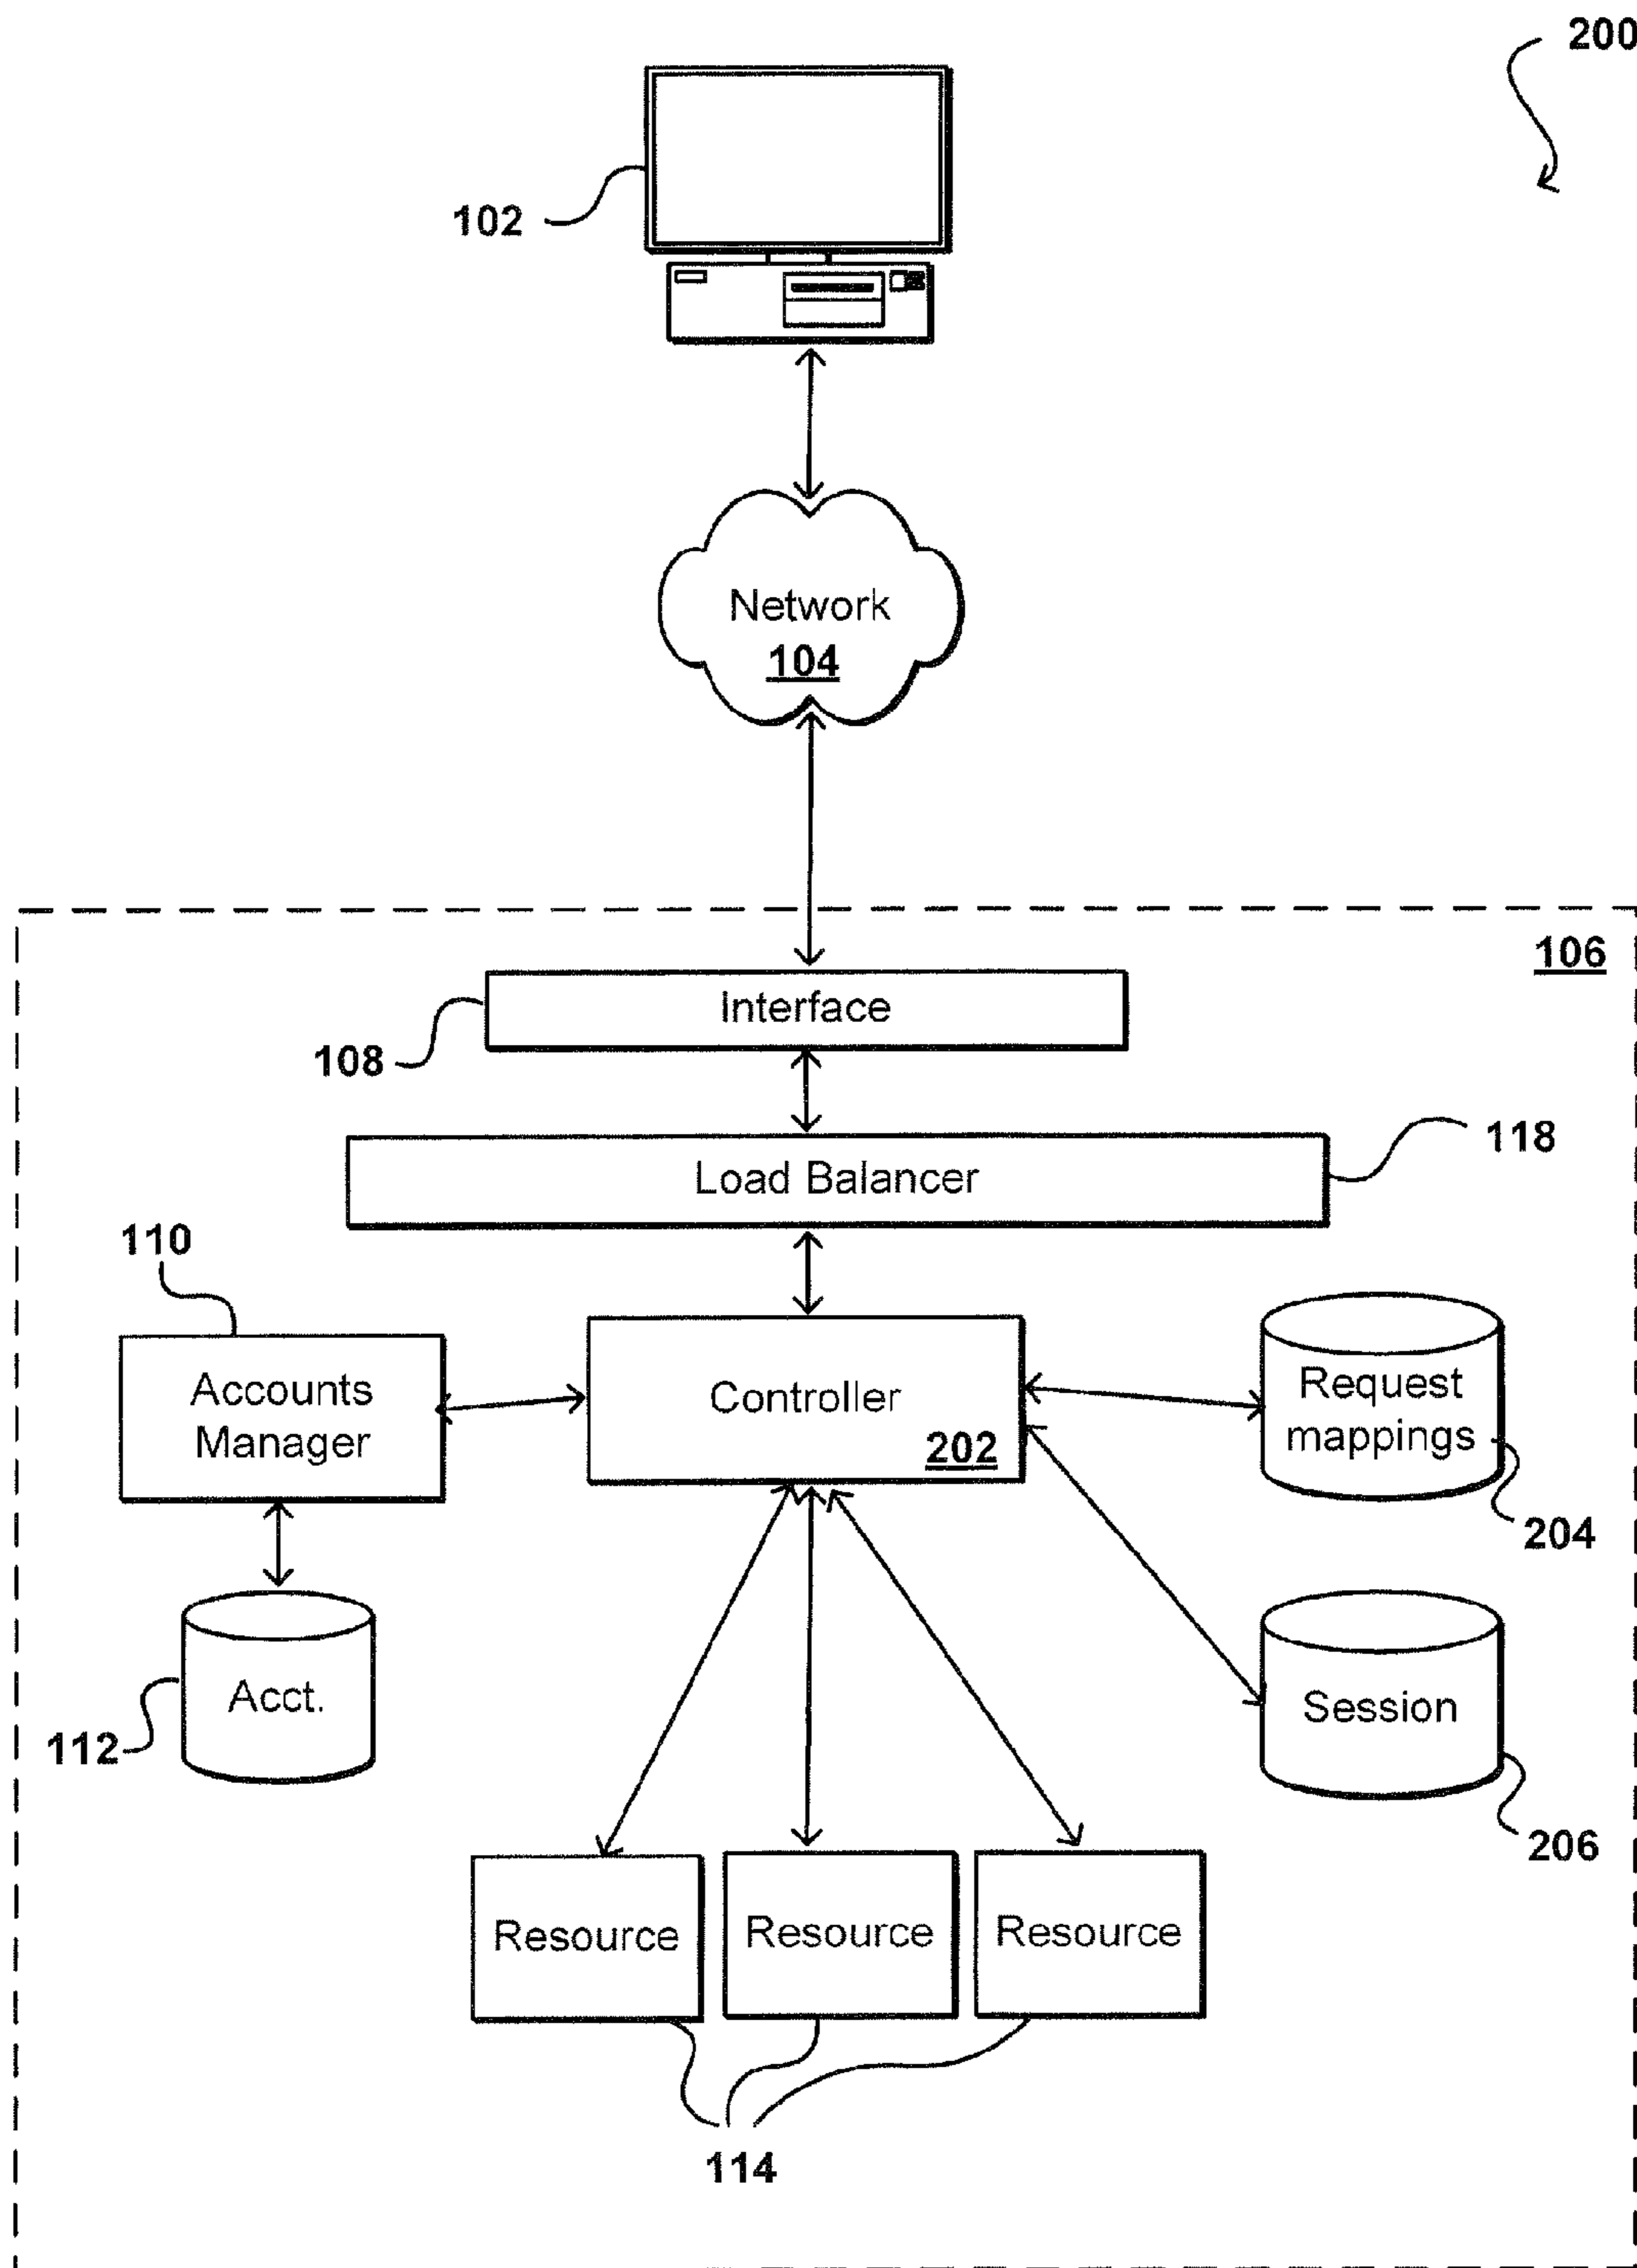 200
102
Network
104
106
Interface
108
118
Load Balancer
110
Accounts
Manager
Controller
202
Request
mappings
204
Acct.
112
Session
206
Resource
Resource
Resource
114